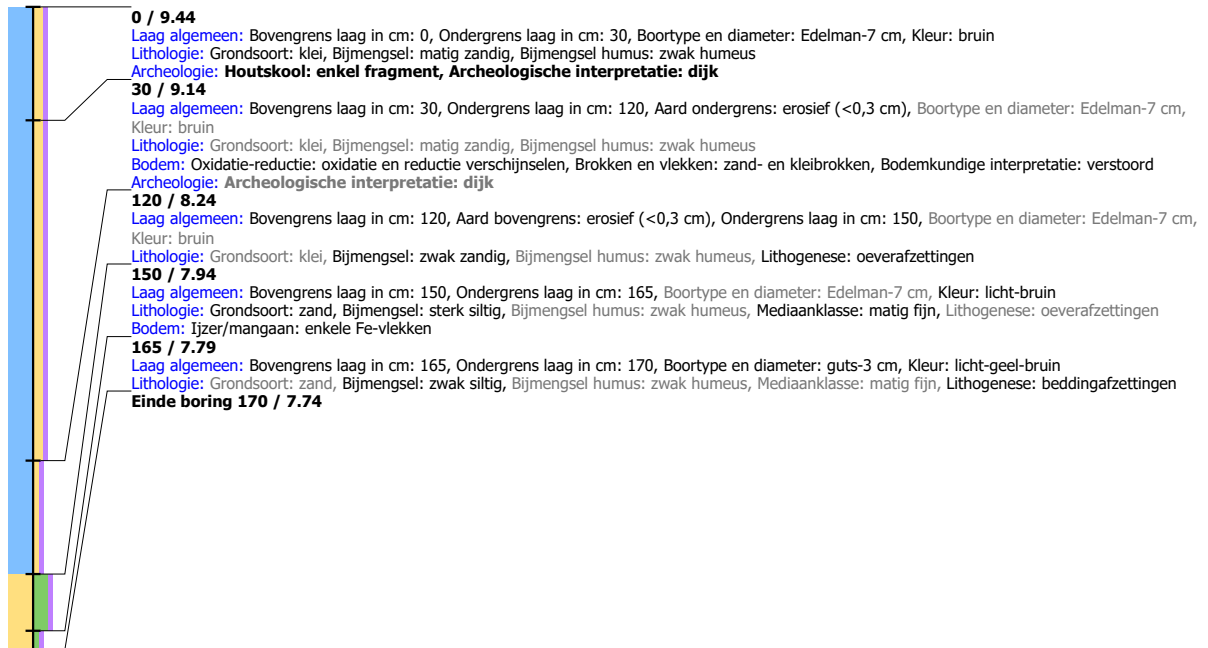 0 / 9.44
Laag algemeen: Bovengrens laag in cm: 0, Ondergrens laag in cm: 30, Boortype en diameter: Edelman-7 cm, Kleur: bruin
Lithologie: Grondsoort: klei, Bijmengsel: matig zandig, Bijmengsel humus: zwak humeus
Archeologie: Houtskool: enkel fragment, Archeologische interpretatie: dijk
30 / 9.14
Laag algemeen: Bovengrens laag in cm: 30, Ondergrens laag in cm: 120, Aard ondergrens: erosief (<0,3 cm), Boortype en diameter: Edelman-7 cm,
Kleur: bruin
Lithologie: Grondsoort: klei, Bijmengsel: matig zandig, Bijmengsel humus: zwak humeus
Bodem: Oxidatie-reductie: oxidatie en reductie verschijnselen, Brokken en vlekken: zand- en kleibrokken, Bodemkundige interpretatie: verstoord
Archeologie: Archeologische interpretatie: dijk
120 / 8.24
Laag algemeen: Bovengrens laag in cm: 120, Aard bovengrens: erosief (<0,3 cm), Ondergrens laag in cm: 150, Boortype en diameter: Edelman-7 cm,
Kleur: bruin
Lithologie: Grondsoort: klei, Bijmengsel: zwak zandig, Bijmengsel humus: zwak humeus, Lithogenese: oeverafzettingen
150 / 7.94
Laag algemeen: Bovengrens laag in cm: 150, Ondergrens laag in cm: 165, Boortype en diameter: Edelman-7 cm, Kleur: licht-bruin
Lithologie: Grondsoort: zand, Bijmengsel: sterk siltig, Bijmengsel humus: zwak humeus, Mediaanklasse: matig fijn, Lithogenese: oeverafzettingen
Bodem: Ijzer/mangaan: enkele Fe-vlekken
165 / 7.79
Laag algemeen: Bovengrens laag in cm: 165, Ondergrens laag in cm: 170, Boortype en diameter: guts-3 cm, Kleur: licht-geel-bruin
Lithologie: Grondsoort: zand, Bijmengsel: zwak siltig, Bijmengsel humus: zwak humeus, Mediaanklasse: matig fijn, Lithogenese: beddingafzettingen
Einde boring 170 / 7.74